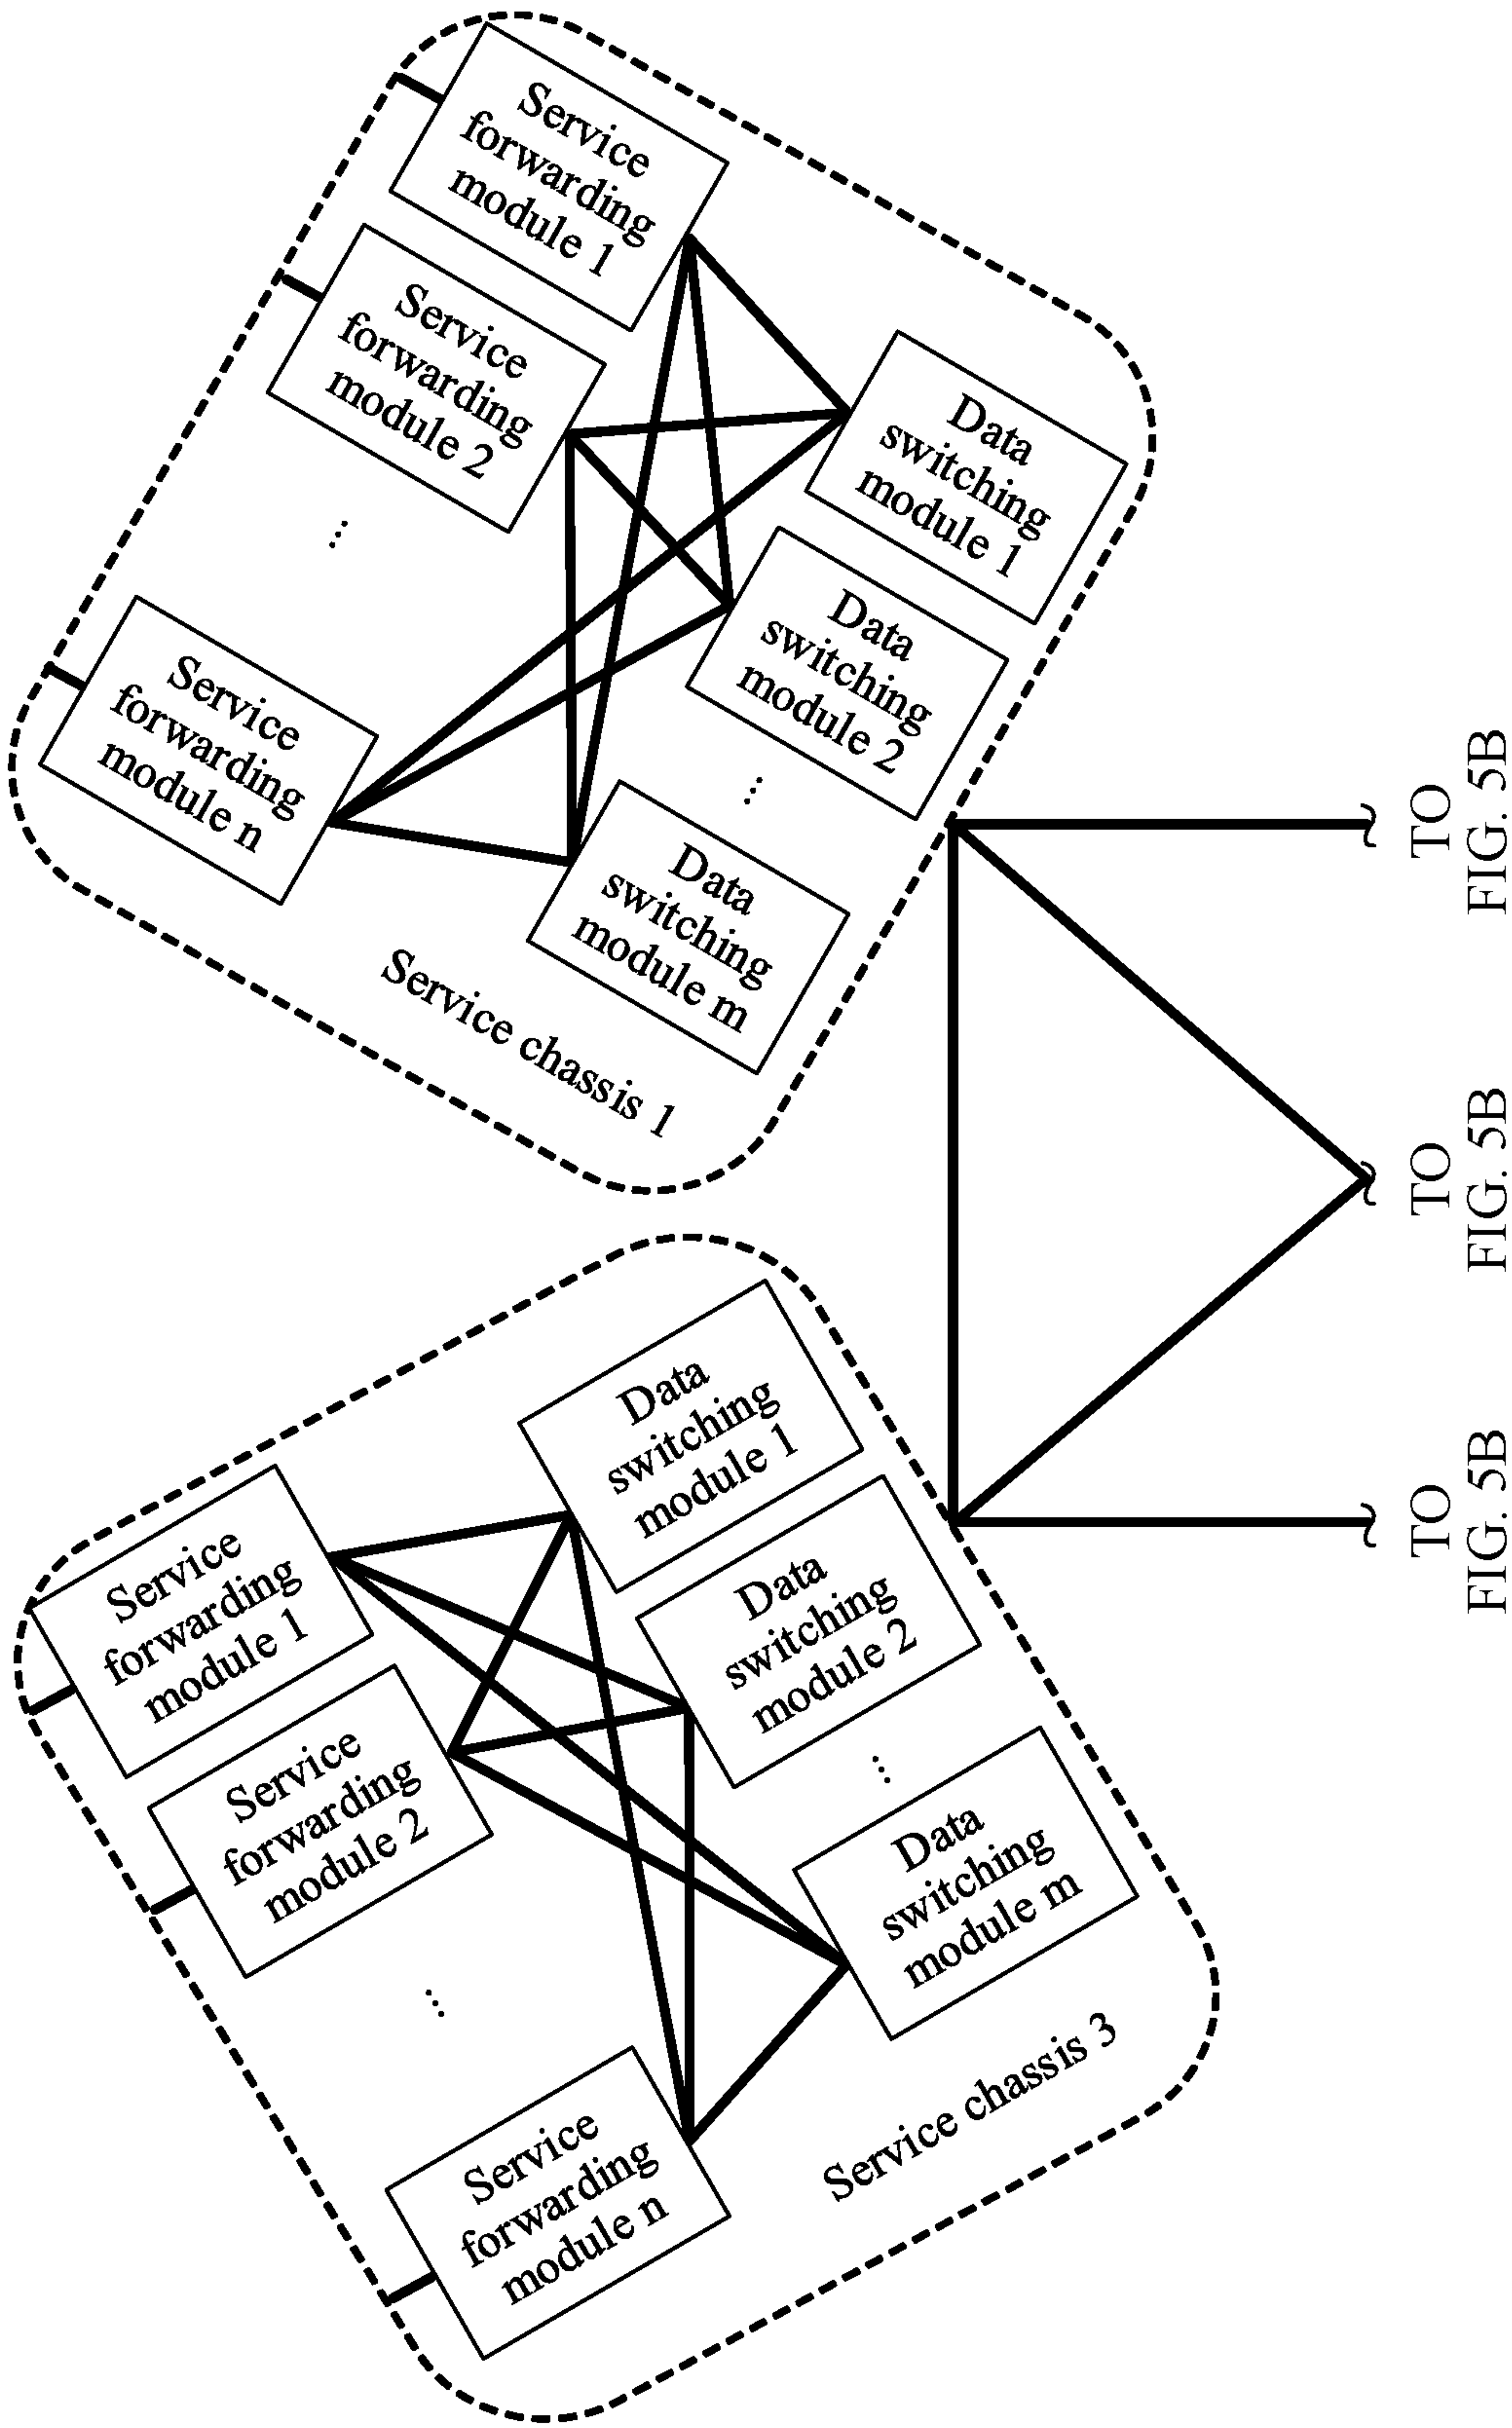 Service
forwarding
module 1
Service
forwarding
module 2
...
Service
forwarding
module n
Data
switching
module 1
Data
switching
module 2
...
Data
switching
module m
Service chassis 1
Service
forwarding
module 1
Service
forwarding
module 2
...
Service
forwarding
module n
Data
switching
module 1
Data
switching
module 2
...
Data
switching
module m
Service chassis 3
TO
FIG. 5B
TO
FIG. 5B
TO
FIG. 5B